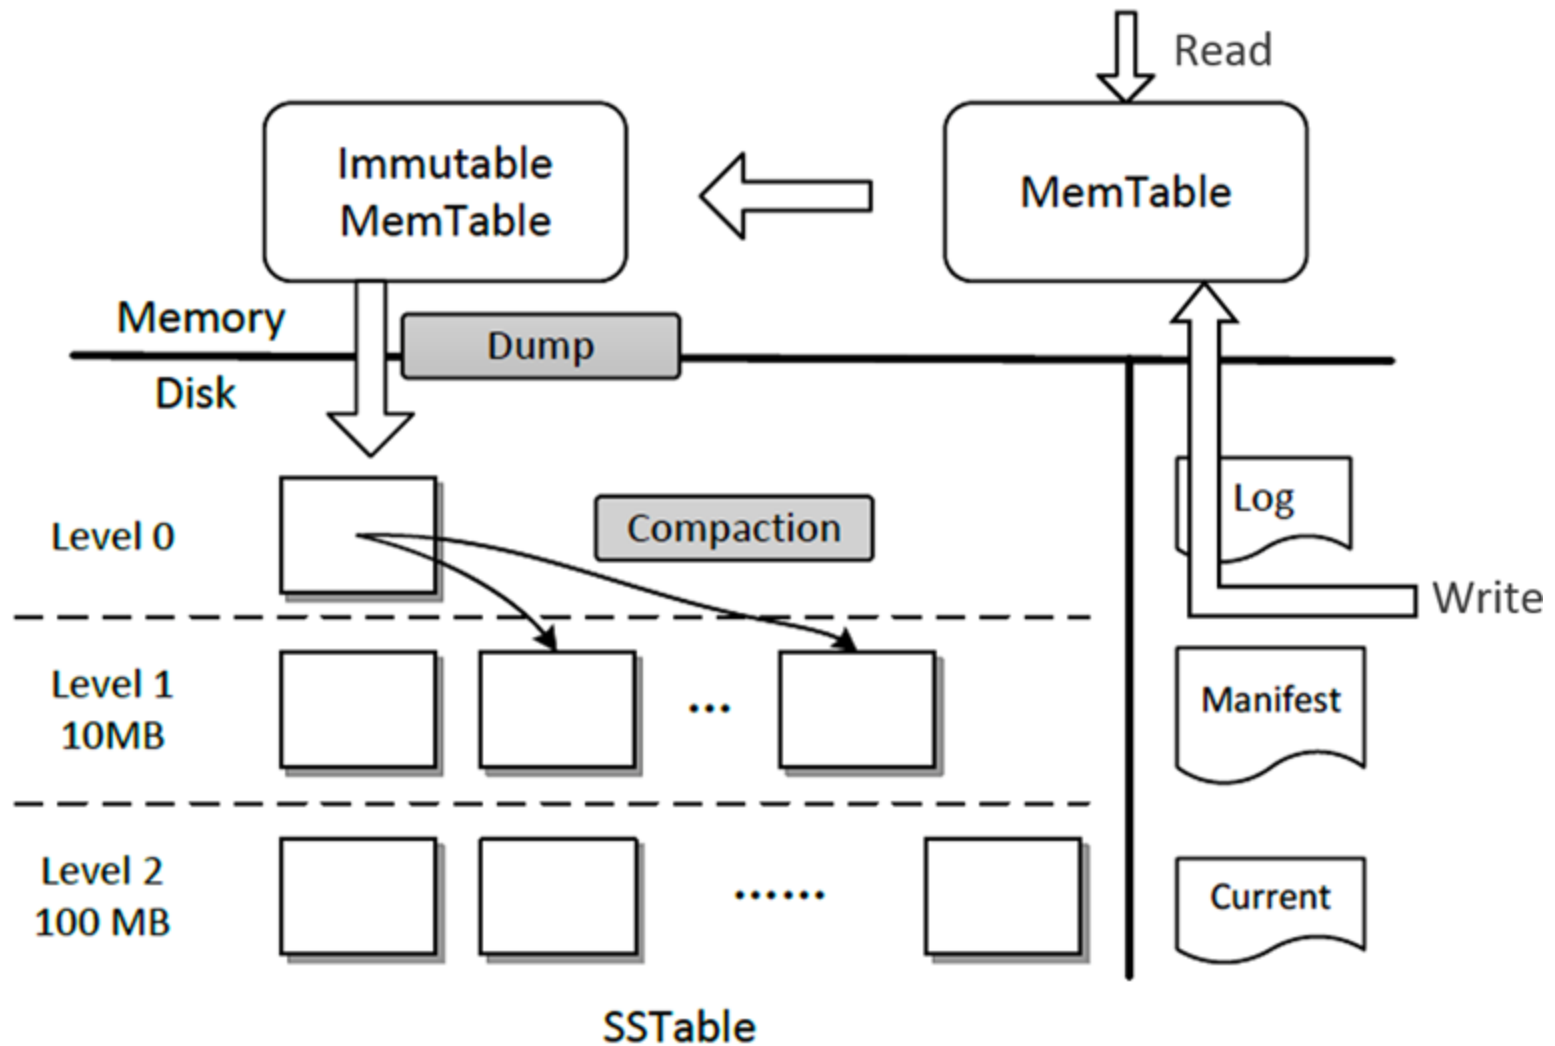 Read
Immutable
MemTable
MemTable
Memory
Dump
Disk
Level 0
Compaction
Log
Write
Level 1
10MB
...
Manifest
Level 2
100 MB
......
Current
SSTable